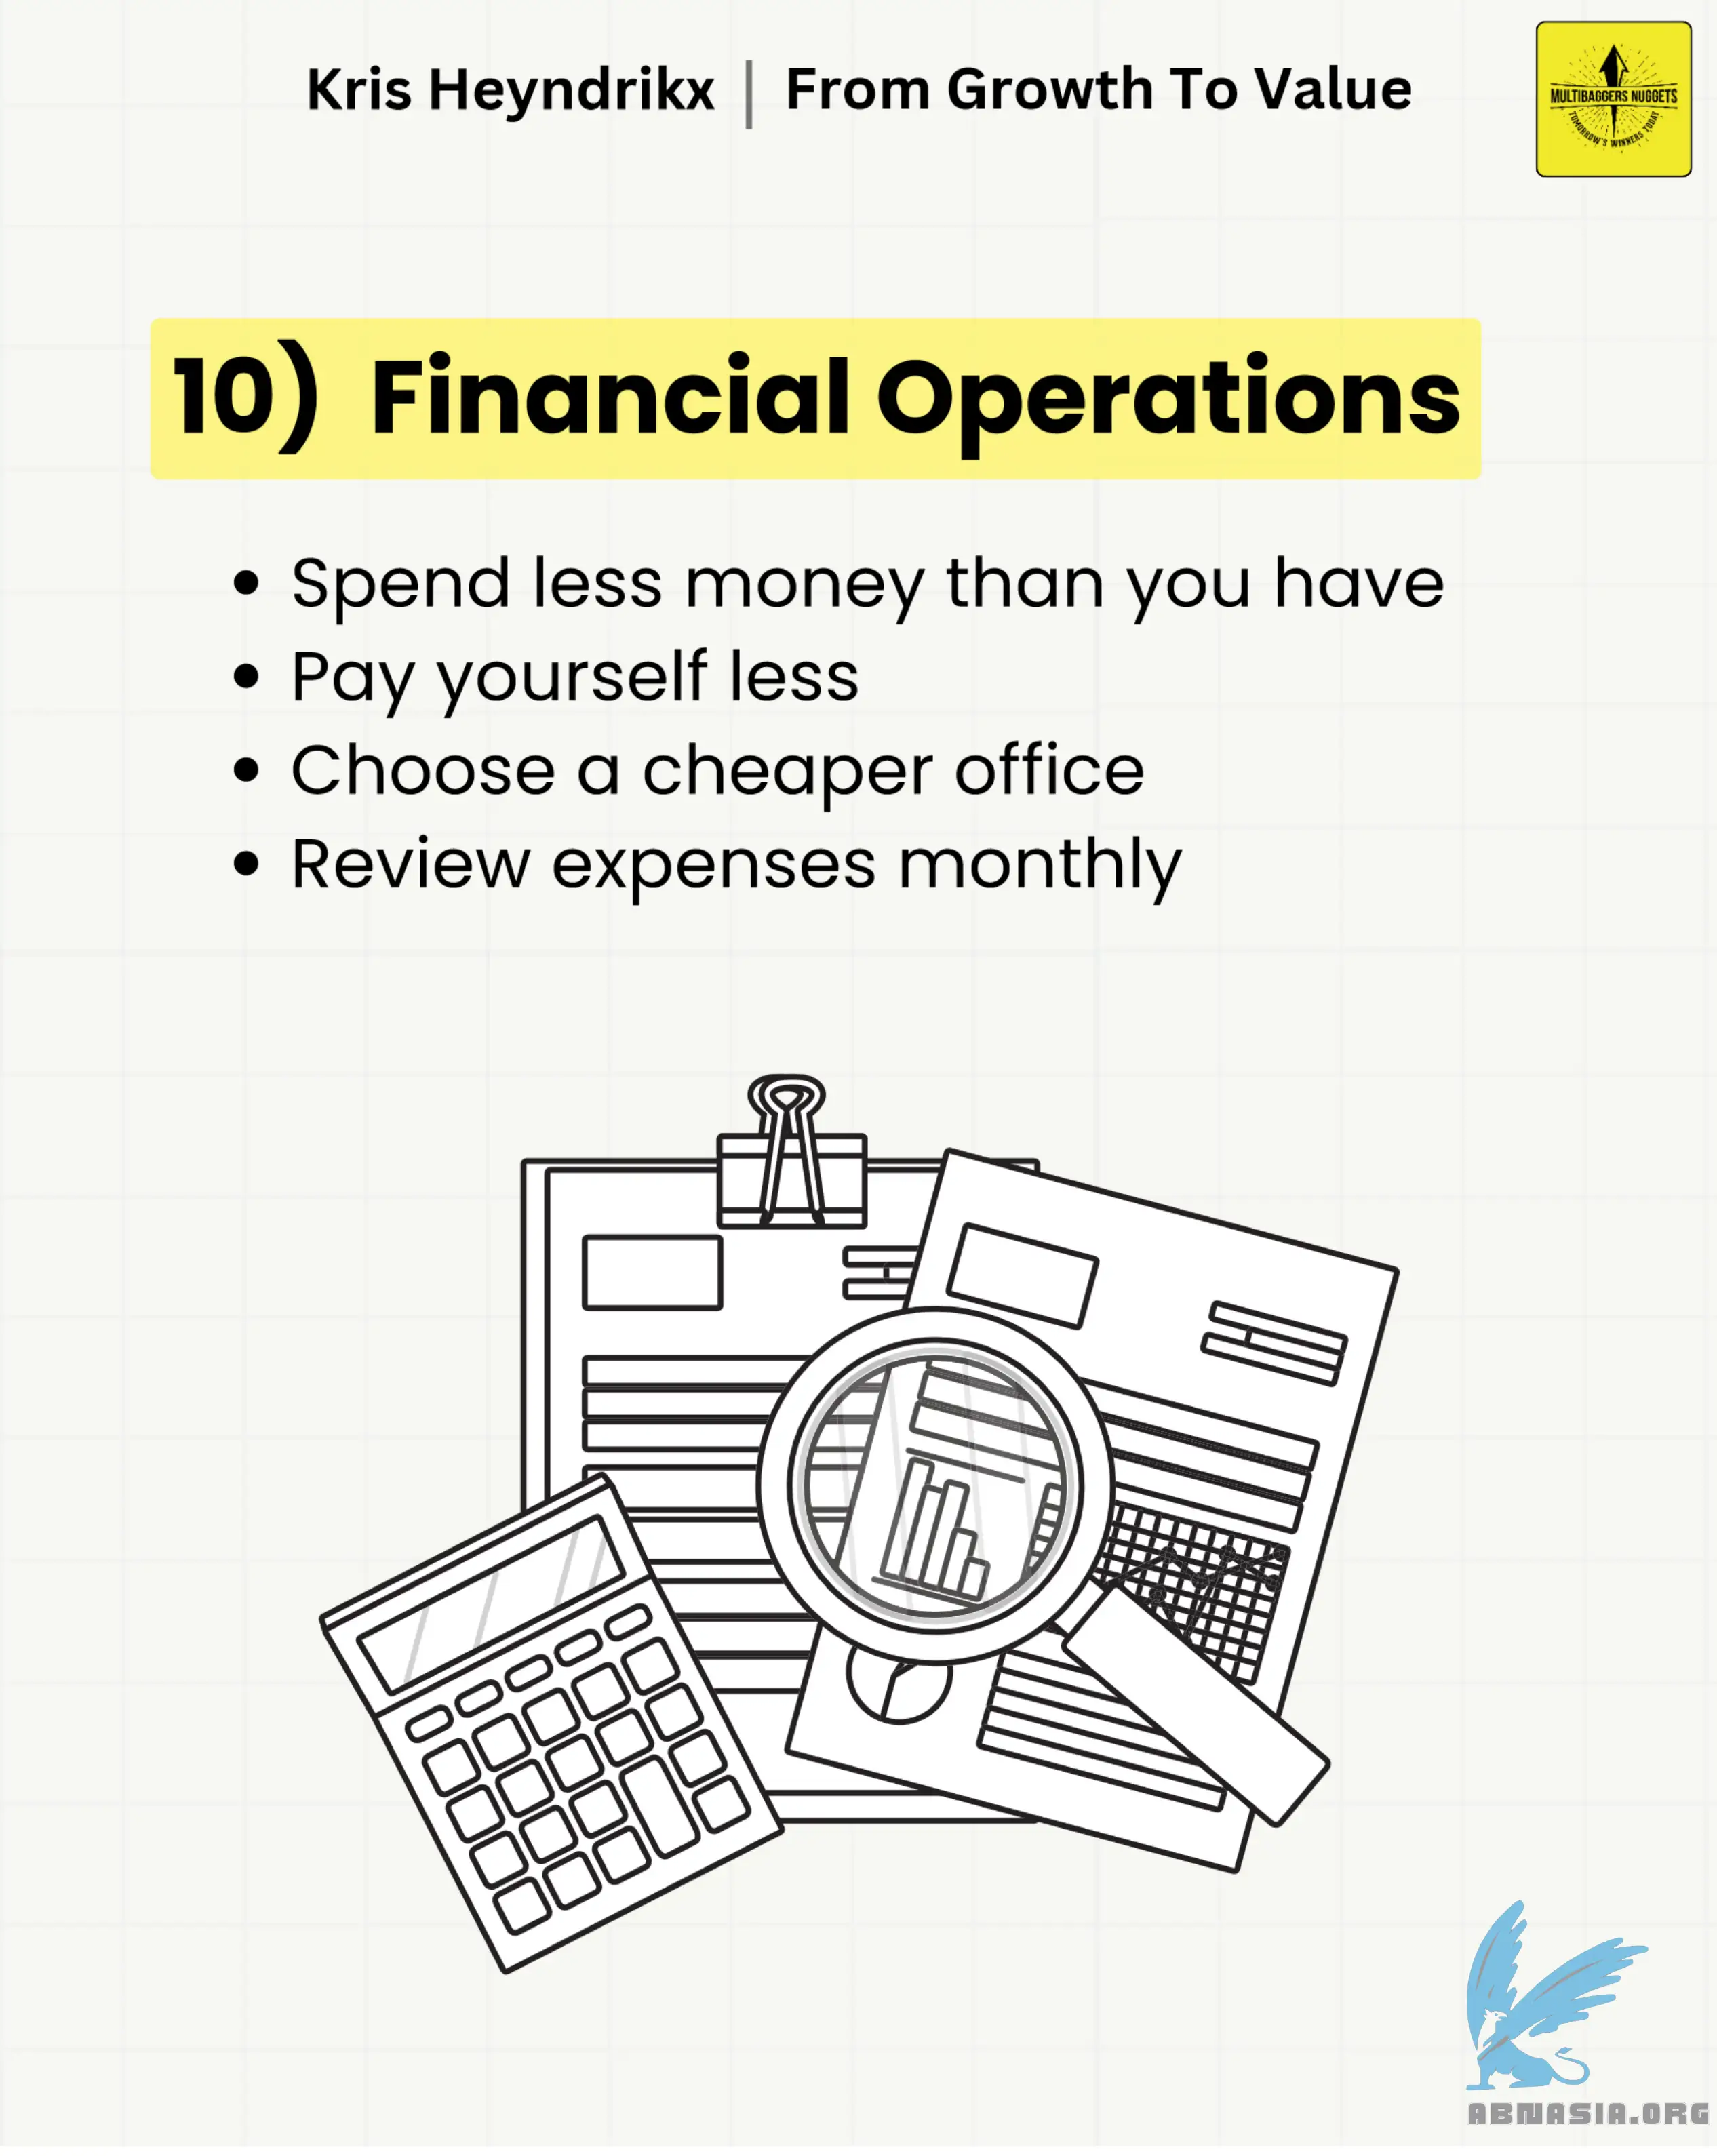 Kris Heyndrikx | From Growth To Value
MULTIBAGGERS NUGGETS
TOMORROW'S WINNERS TODAY
10) Financial Operations
• Spend less money than you have
• Pay yourself less
• Choose a cheaper office
• Review expenses monthly
ABNASIA.ORG